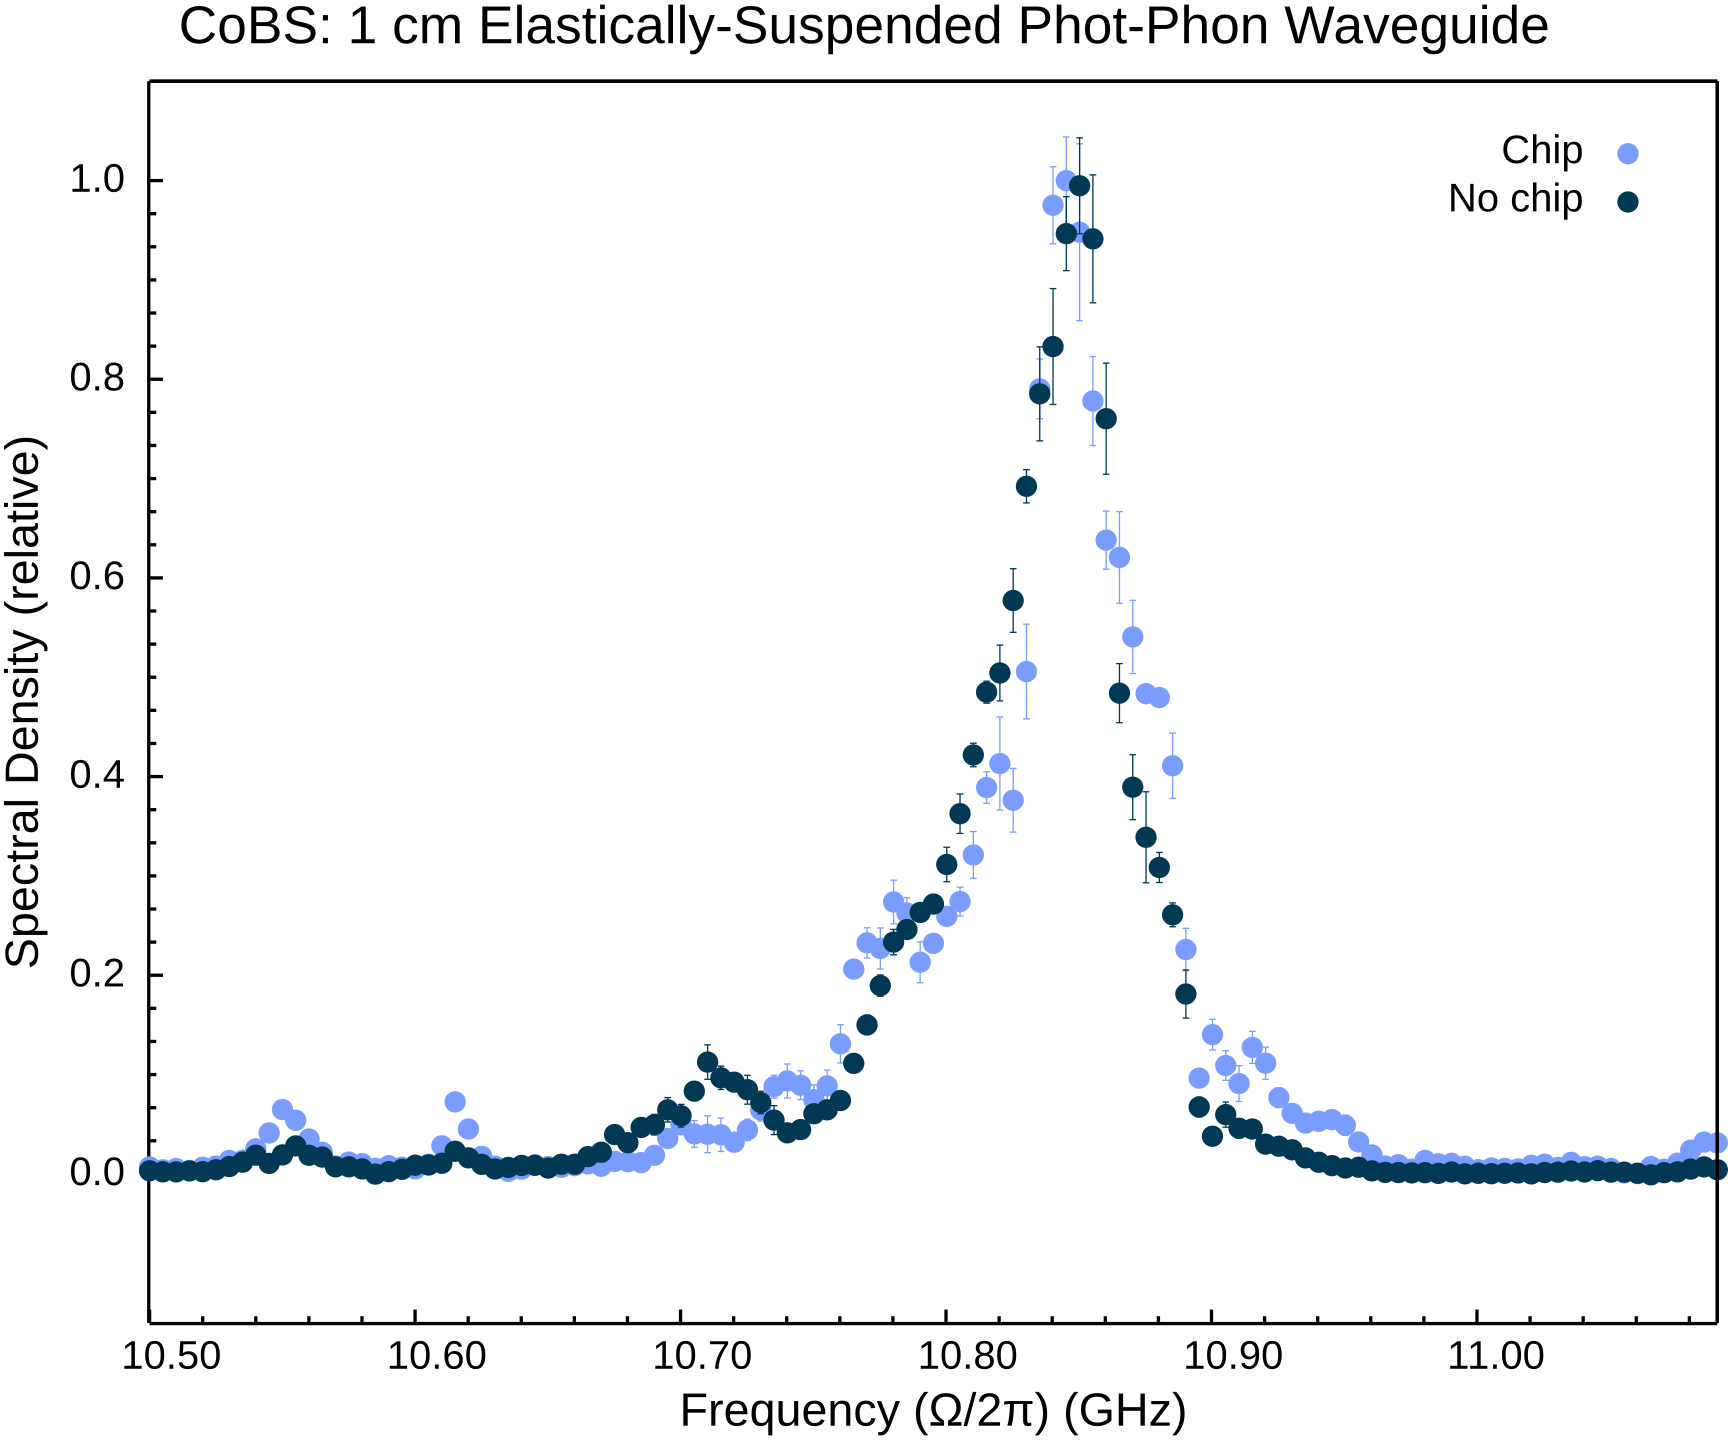 CoBS: 1 cm Elastically-Suspended Phot-Phon Waveguide
Chip
No chip
1.0
0.8
0.6
0.4
0.2
0.0
Spectral Density (relative)
10.50 10.60 10.70 10.80 10.90 11.00
Frequency (Ω/2π) (GHz)